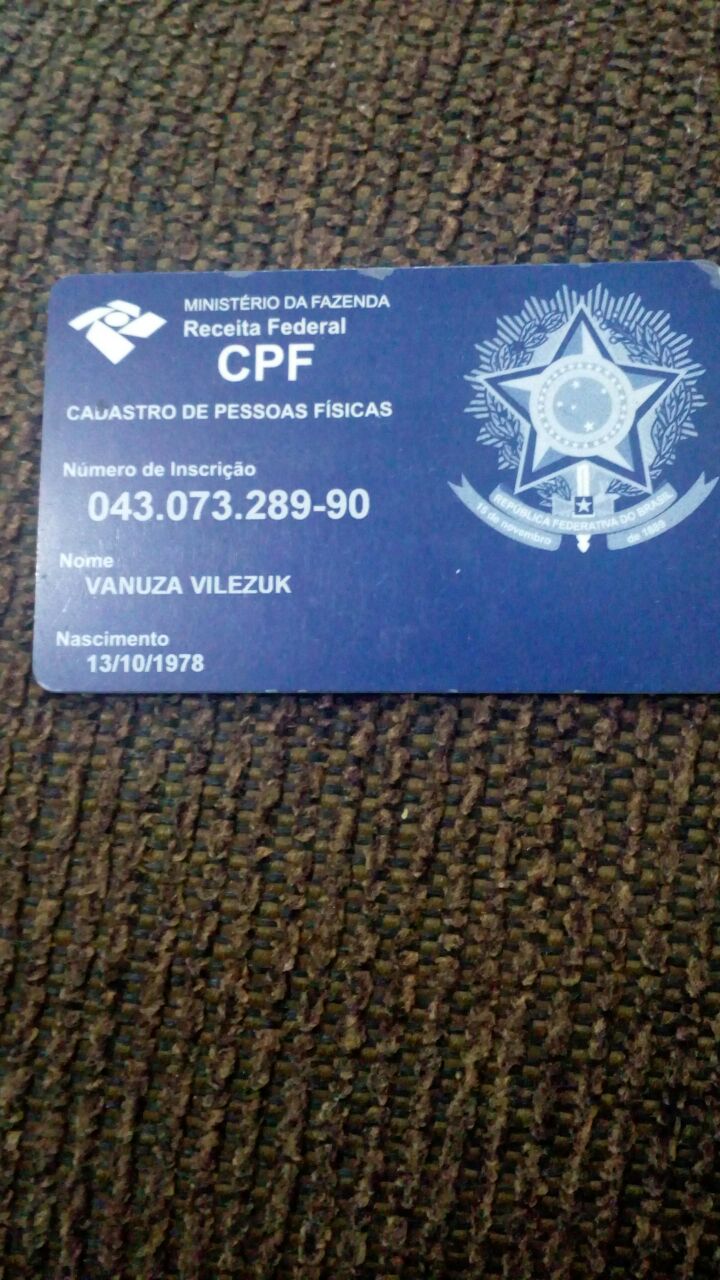 MINISTÉRIO DA FAZENDA
Receita Federal
CPF
CADASTRO DE PESSOAS FÍSICAS
Número de Inscrição
043.073.289-90
Nome
VANUZA VILEZUK
Nascimento
13/10/1978
REPÚBLICA FEDERATIVA DO BRASIL
15 de novembro de 1889